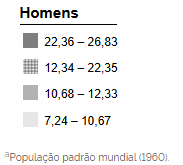 Homens
22,36 – 26,83
12,34 – 22,35
10,68 – 12,33
7,24 – 10,67
ªPopulação padrão mundial (1960).